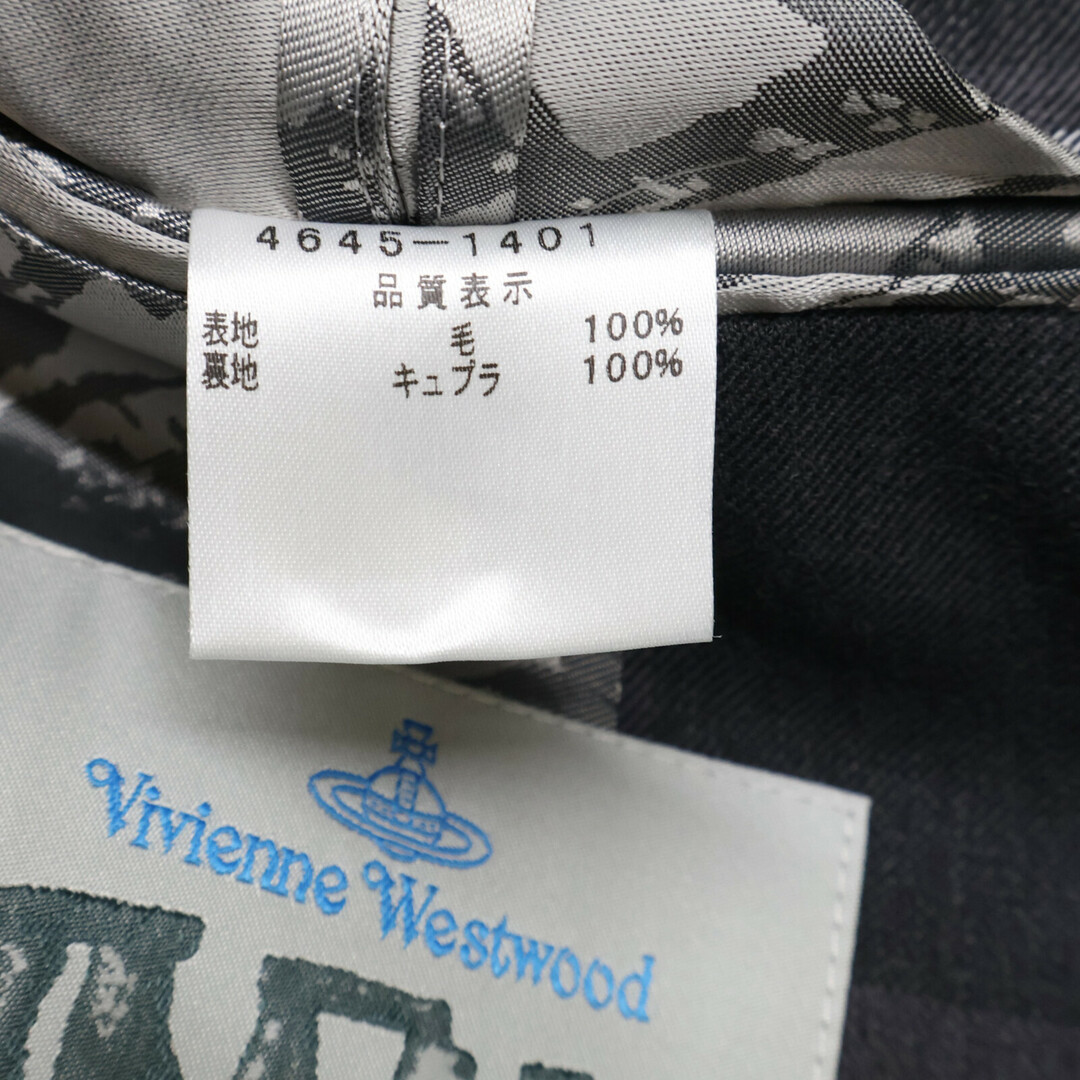 4645-1401
品質表示
表地 毛 100%
裏地 キュプラ 100%
Vivienne Westwood
MAN